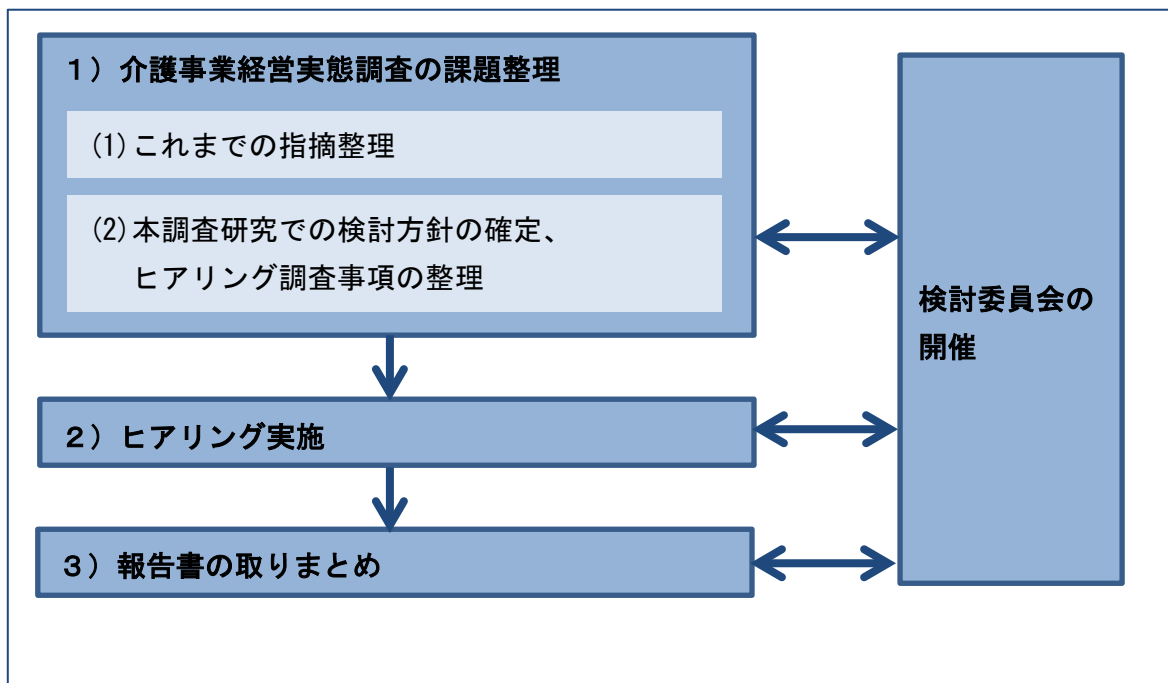 １）介護事業経営実態調査の課題整理
(1)これまでの指摘整理
(2)本調査研究での検討方針の確定、
ヒアリング調査事項の整理
２）ヒアリング実施
３）報告書の取りまとめ
検討委員会の
開催